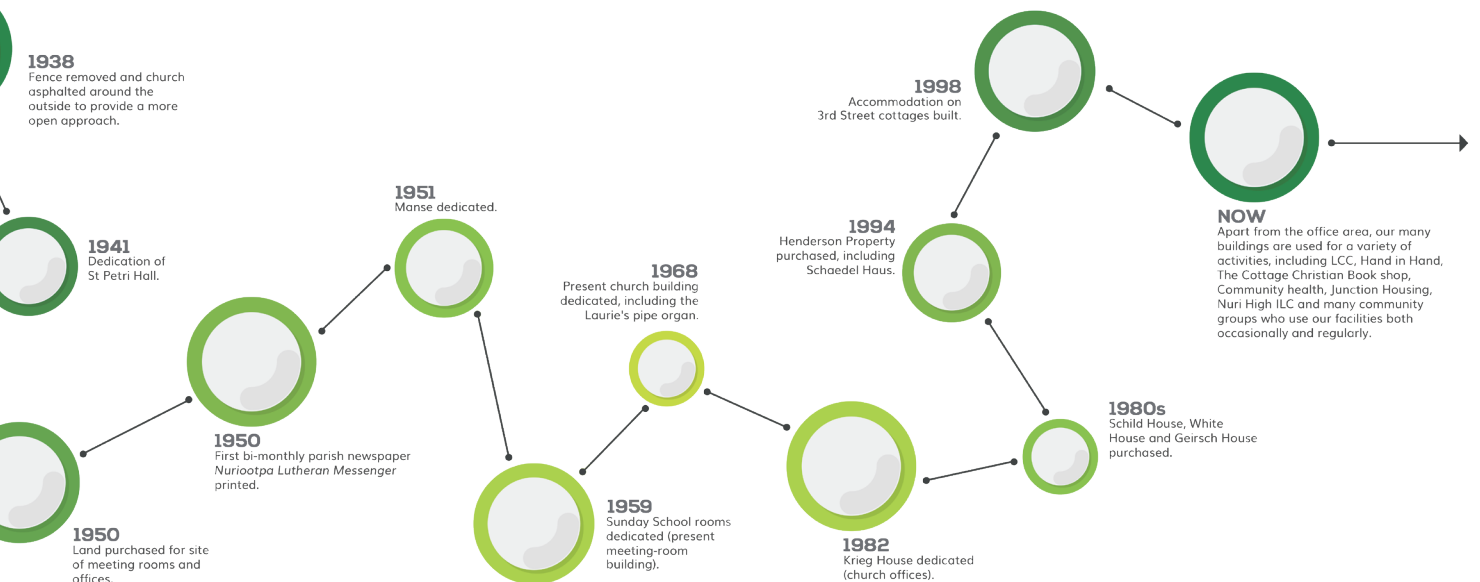 1938
Fence removed and church
asphalted around the
outside to provide a more
open approach.
1941
Dedication of
St Petri Hall.
1950
Land purchased for site
of meeting rooms and
offices.
1950
First bi-monthly parish newspaper
Nuriootpa Lutheran Messenger
printed.
1951
Manse dedicated.
1959
Sunday School rooms
dedicated (present
meeting-room
building).
1968
Present church building
dedicated, including the
Laurie's pipe organ.
1982
Krieg House dedicated
(church offices).
1980s
Schild House, White
House and Geirsch House
purchased.
1994
Henderson Property
purchased, including
Schaedel Haus.
1998
Accommodation on
3rd Street cottages built.
NOW
Apart from the office area, our many
buildings are used for a variety of
activities, including LCC, Hand in Hand,
The Cottage Christian Book shop,
Community health, Junction Housing,
Nuri High ILC and many community
groups who use our facilities both
occasionally and regularly.